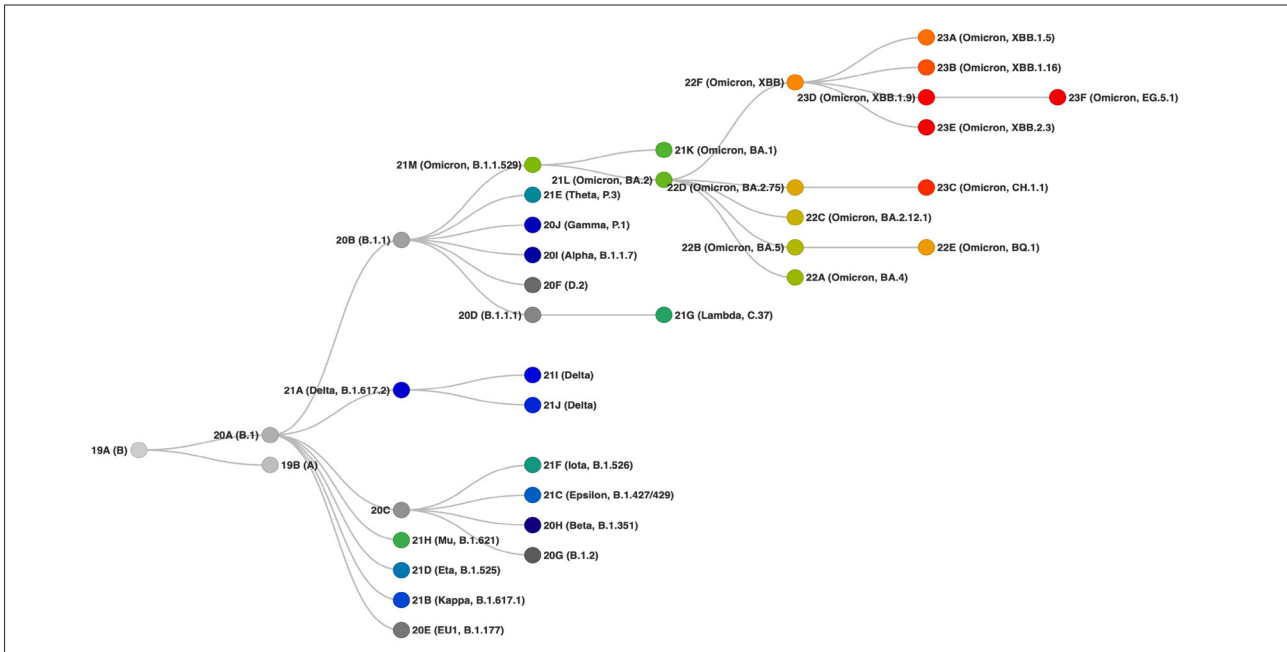 23A (Omicron, XBB.1.5)
23B (Omicron, XBB.1.16)
22F (Omicron, XBB)
23D (Omicron, XBB.1.9)
23F (Omicron, EG.5.1)
23E (Omicron, XBB.2.3)
21K (Omicron, BA.1)
21M (Omicron, B.1.1.529)
21L (Omicron, BA.2)
22D (Omicron, BA.2.75)
23C (Omicron, CH.1.1)
21E (Theta, P.3)
22C (Omicron, BA.2.12.1)
20J (Gamma, P.1)
20B (B.1.1)
22B (Omicron, BA.5)
22E (Omicron, BQ.1)
20I (Alpha, B.1.1.7)
22A (Omicron, BA.4)
20F (D.2)
20D (B.1.1.1)
21G (Lambda, C.37)
21I (Delta)
21A (Delta, B.1.617.2)
21J (Delta)
20A (B.1)
19A (B)
19B (A)
21F (Iota, B.1.526)
21C (Epsilon, B.1.427/429)
20C
20H (Beta, B.1.351)
21H (Mu, B.1.621)
20G (B.1.2)
21D (Eta, B.1.525)
21B (Kappa, B.1.617.1)
20E (EU1, B.1.177)